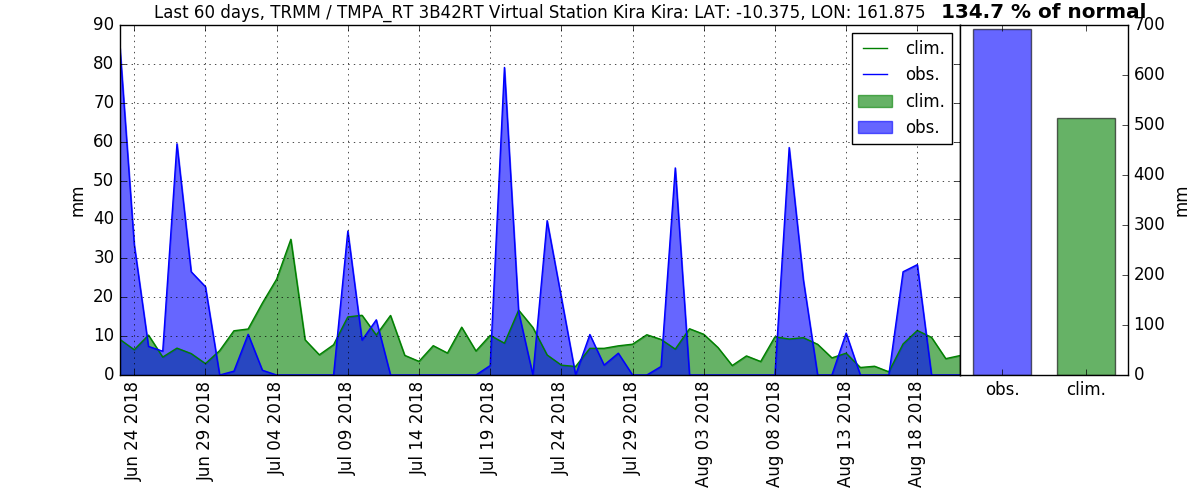 Last 60 days, TRMM / TMPA_RT 3B42RT Virtual Station Kira Kira: LAT: -10.375, LON: 161.875 134.7 % of normal
90
80
70
60
50
40
30
20
10
0
mm
clim.
obs.
clim.
obs.
Jun 24 2018
Jun 29 2018
Jul 04 2018
Jul 09 2018
Jul 14 2018
Jul 19 2018
Jul 24 2018
Jul 29 2018
Aug 03 2018
Aug 08 2018
Aug 13 2018
Aug 18 2018
700
600
500
400
300
200
100
0
mm
obs. clim.